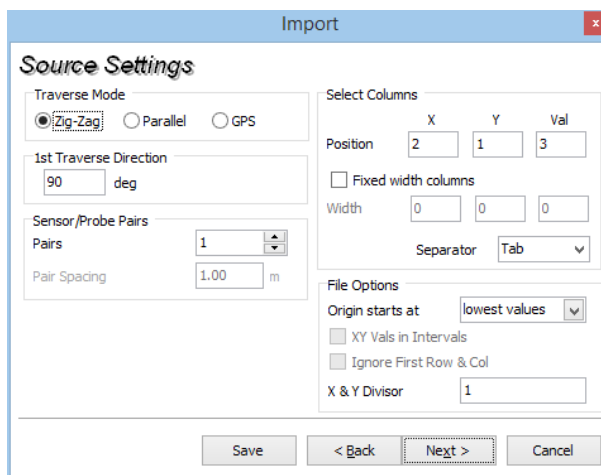 Import
x
Source Settings
Traverse Mode
Zig-Zag Parallel GPS
1st Traverse Direction
90 deg
Sensor/Probe Pairs
Pairs 1
Pair Spacing 1.00 m
Select Columns
X Y Val
Position 2 1 3
Fixed width columns
Width 0 0 0
Separator Tab
File Options
Origin starts at lowest values
XY Vals in Intervals
Ignore First Row & Col
X & Y Divisor 1
Save < Back Next > Cancel